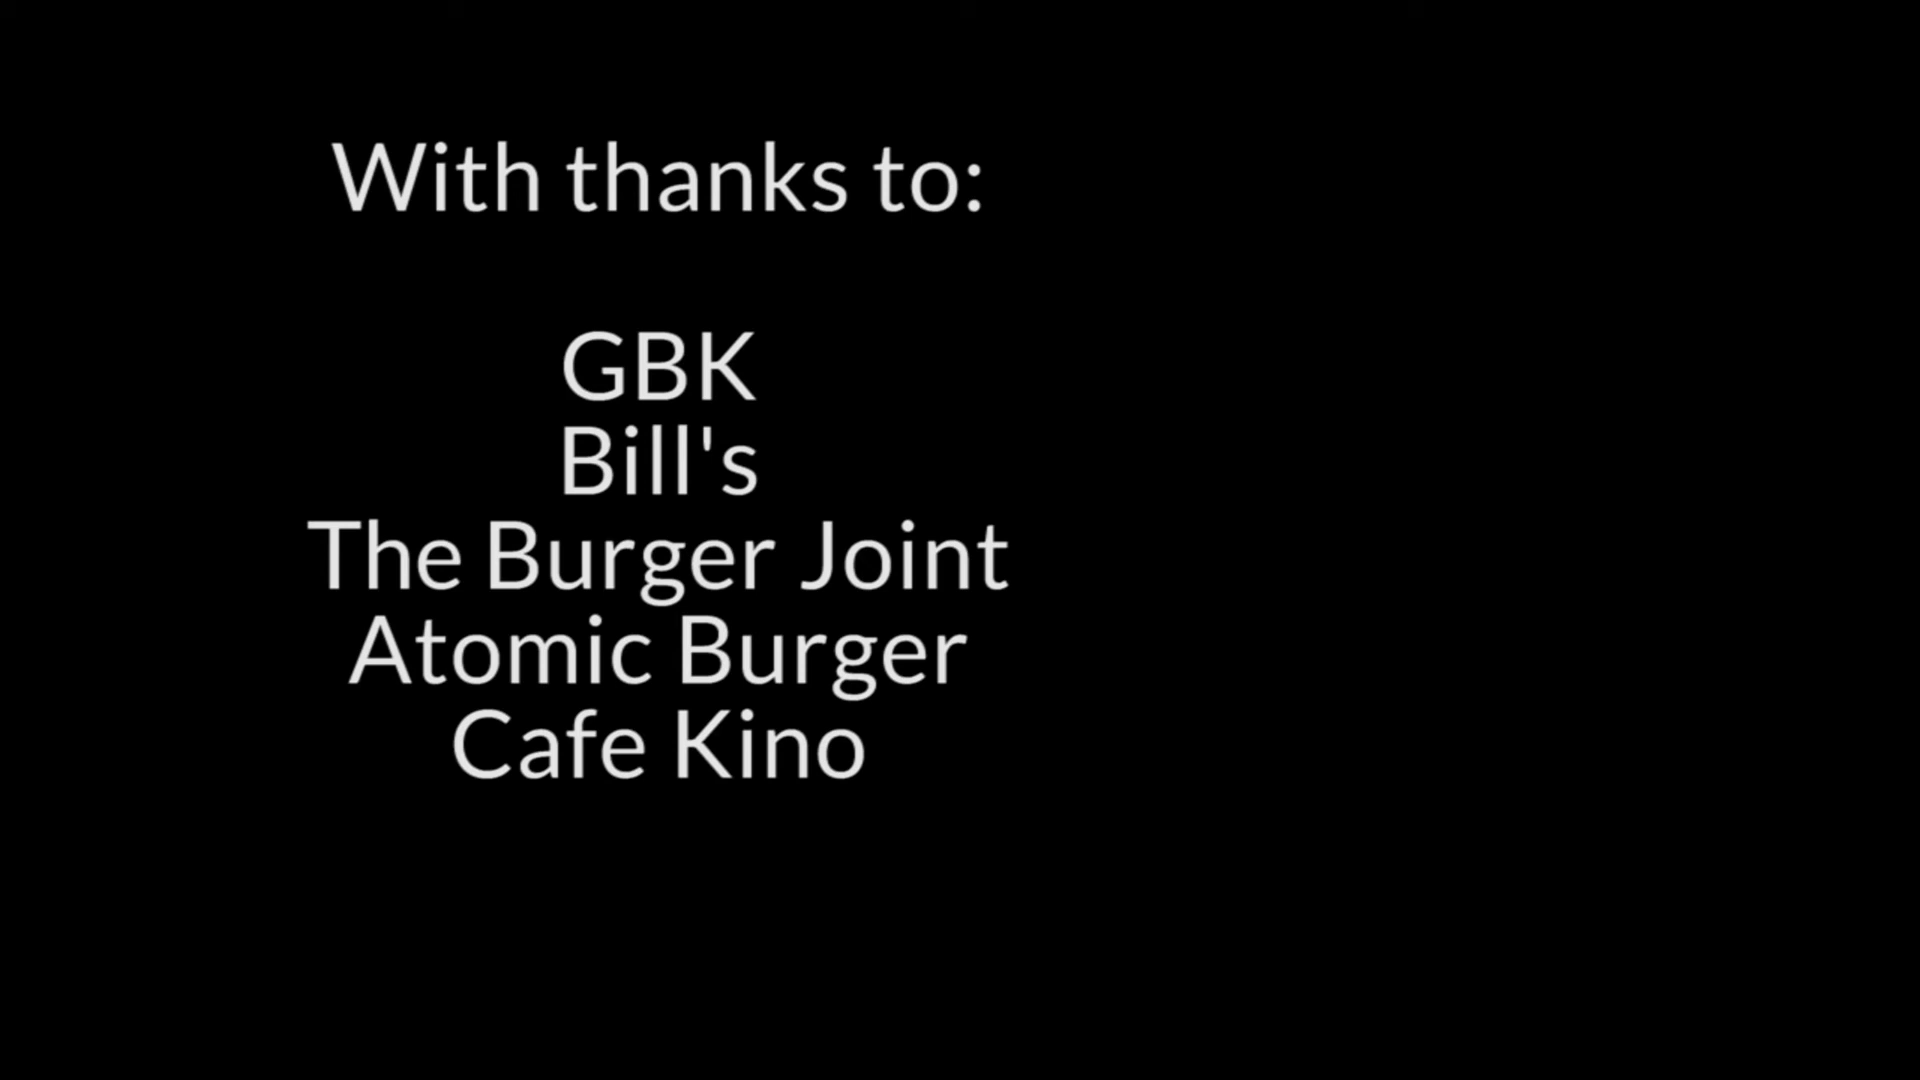 With thanks to:
GBK
Bill's
The Burger Joint
Atomic Burger
Cafe Kino